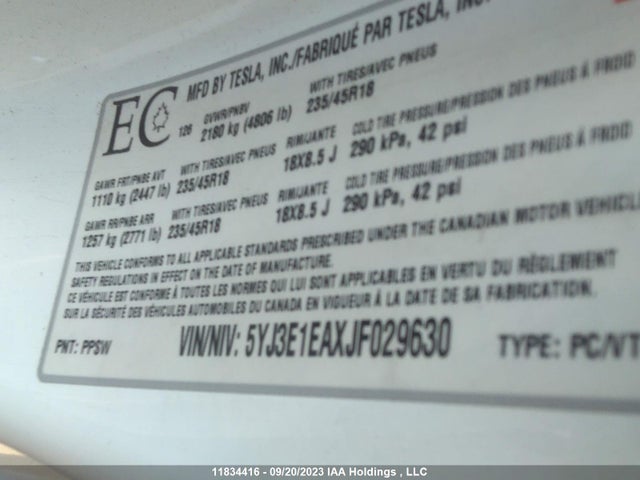 MFD BY TESLA, INC./FABRIQUÉ PAR TESLA, INC.
EC 126
GVWR/PNBV
2180 kg (4806 lb)
WITH TIRES/AVEC PNEUS
235/45R18
GAWR FRT/PNBE AVT WITH TIRES/AVEC PNEUS RIM/JANTE COLD TIRE PRESSURE/PRESSION DES PNEUS À FROID
1110 kg (2447 lb) 235/45R18 18X8.5 J 290 kPa, 42 psi
GAWR RR/PNBE ARR WITH TIRES/AVEC PNEUS RIM/JANTE COLD TIRE PRESSURE/PRESSION DES PNEUS À FROID
1257 kg (2771 lb) 235/45R18 18X8.5 J 290 kPa, 42 psi
THIS VEHICLE CONFORMS TO ALL APPLICABLE STANDARDS PRESCRIBED UNDER THE CANADIAN MOTOR VEHICLE
SAFETY REGULATIONS IN EFFECT ON THE DATE OF MANUFACTURE.
CE VÉHICULE EST CONFORME À TOUTES LES NORMES QUI LUI SONT APPLICABLES EN VERTU DU RÈGLEMENT
SUR LA SÉCURITÉ DES VÉHICULES AUTOMOBILES DU CANADA EN VIGUEUR À LA DATE DE SA FABRICATION.
PNT: PPSW VIN/NIV: 5YJ3E1EAXJF029630 TYPE: PC/VT
11834416 - 09/20/2023 IAA Holdings , LLC